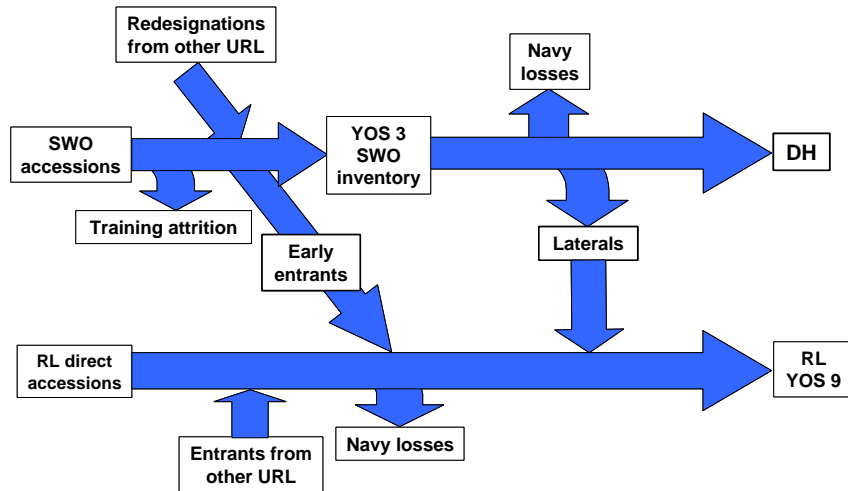 Redesignations
from other URL
Navy
losses
SWO
accessions
YOS 3
SWO
inventory
DH
Training attrition
Early
entrants
Laterals
RL direct
accessions
RL
YOS 9
Navy losses
Entrants from
other URL